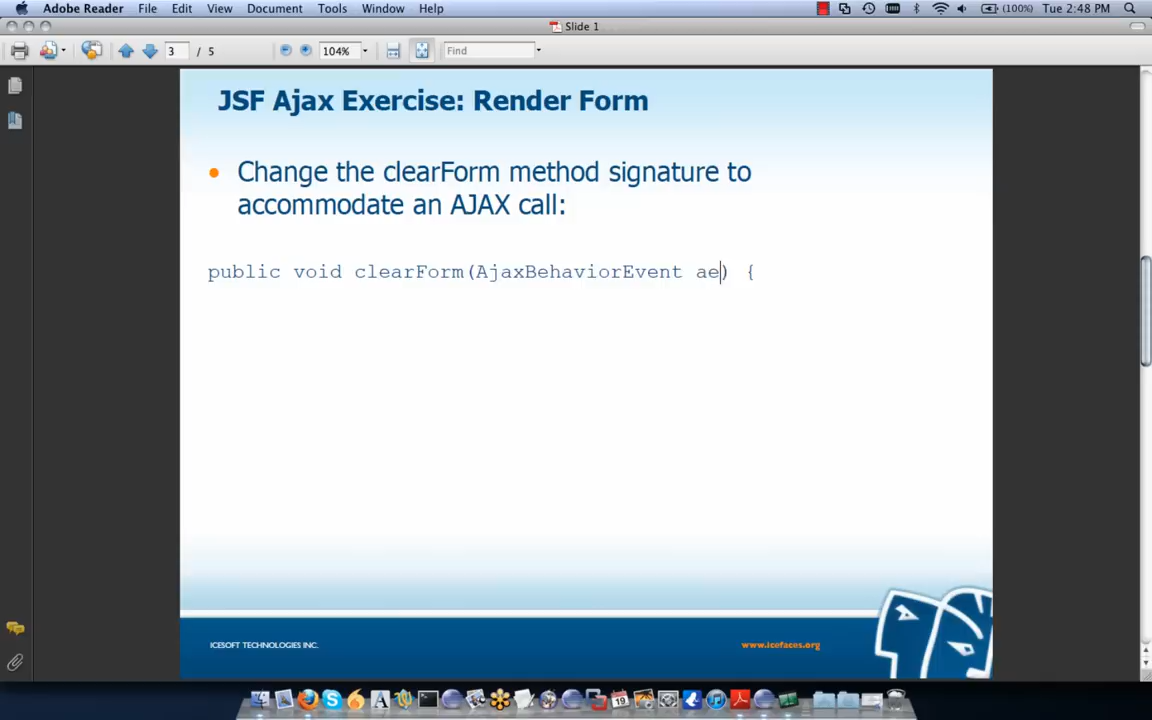 Adobe Reader File Edit View Document Tools Window Help (100%) Tue 2:48 PM
Slide 1
3 / 5 104% Find
JSF Ajax Exercise: Render Form
• Change the clearForm method signature to
accommodate an AJAX call:
public void clearForm(AjaxBehaviorEvent ae) {
ICESOFT TECHNOLOGIES INC. www.icefaces.org
19